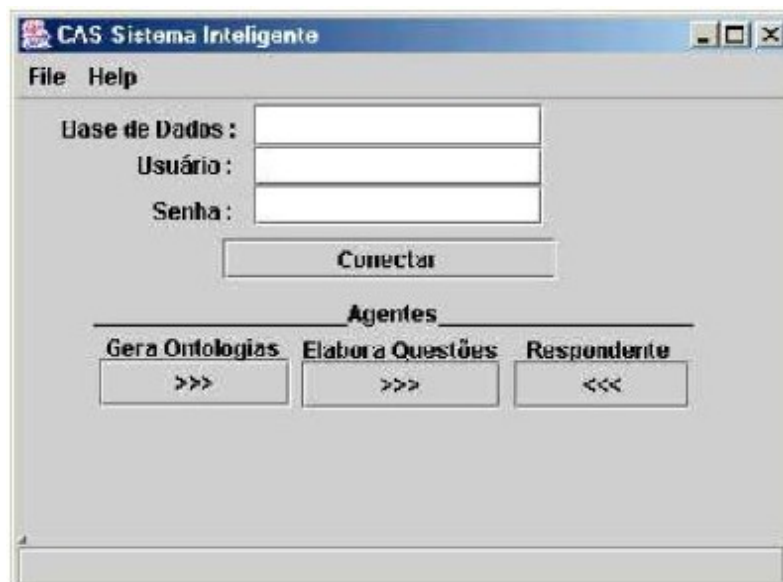 CAS Sistema Inteligente
File Help
Base de Dados :
Usuário :
Senha :
Conectar
Agentes
Gera Ontologias Elabora Questões Respondente
>>> >>> <<<